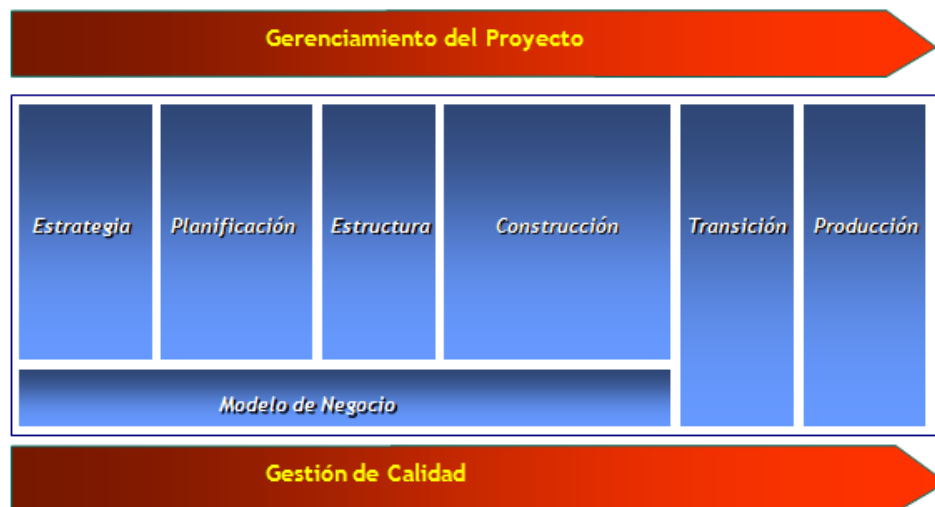 Gerenciamiento del Proyecto
Estrategia
Planificación
Estructura
Construcción
Transición
Producción
Modelo de Negocio
Gestión de Calidad